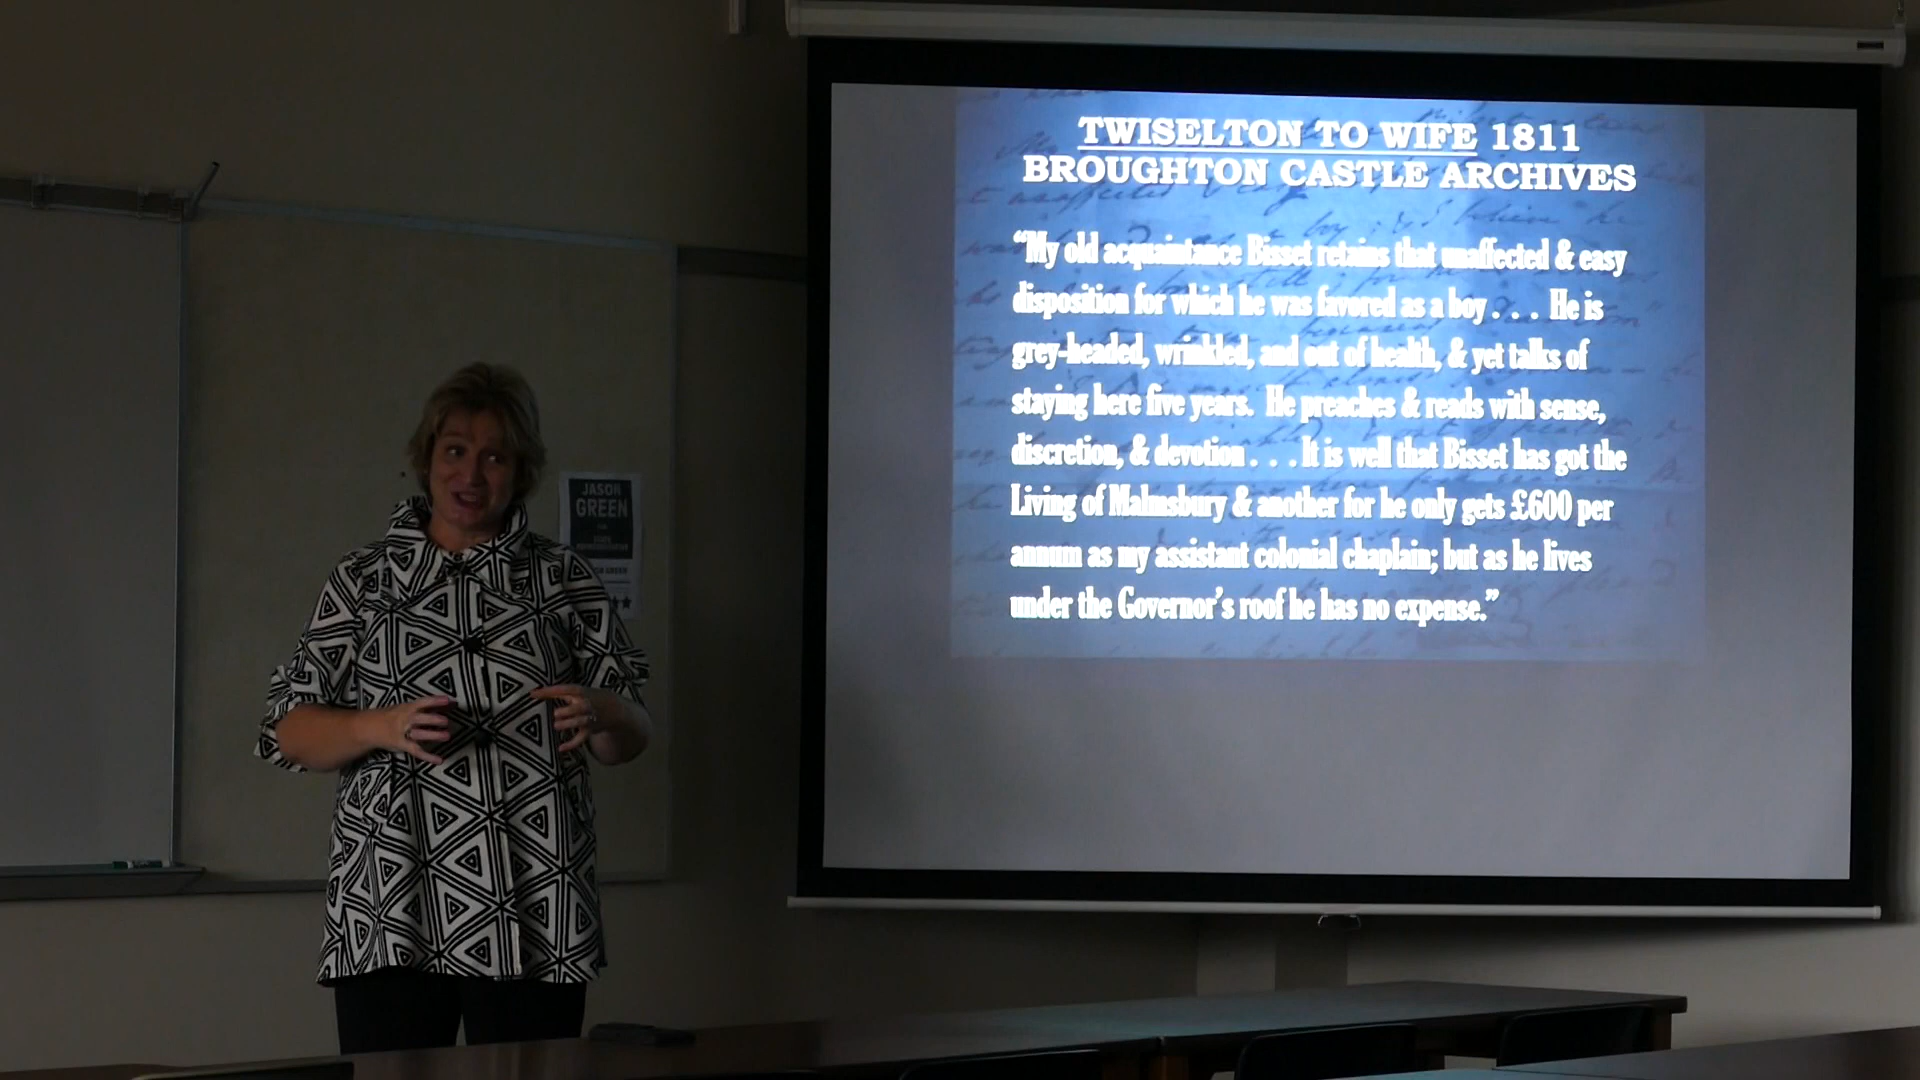 TWISELTON TO WIFE 1811
BROUGHTON CASTLE ARCHIVES
“My old acquaintance Bisset retains that unaffected & easy
disposition for which he was favored as a boy . . . He is
grey-headed, wrinkled, and out of health, & yet talks of
staying here five years. He preaches & reads with sense,
discretion, & devotion . . . It is well that Bisset has got the
Living of Malmsbury & another for he only gets £600 per
annum as my assistant colonial chaplain; but as he lives
under the Governor’s roof he has no expense.”
JASON
GREEN